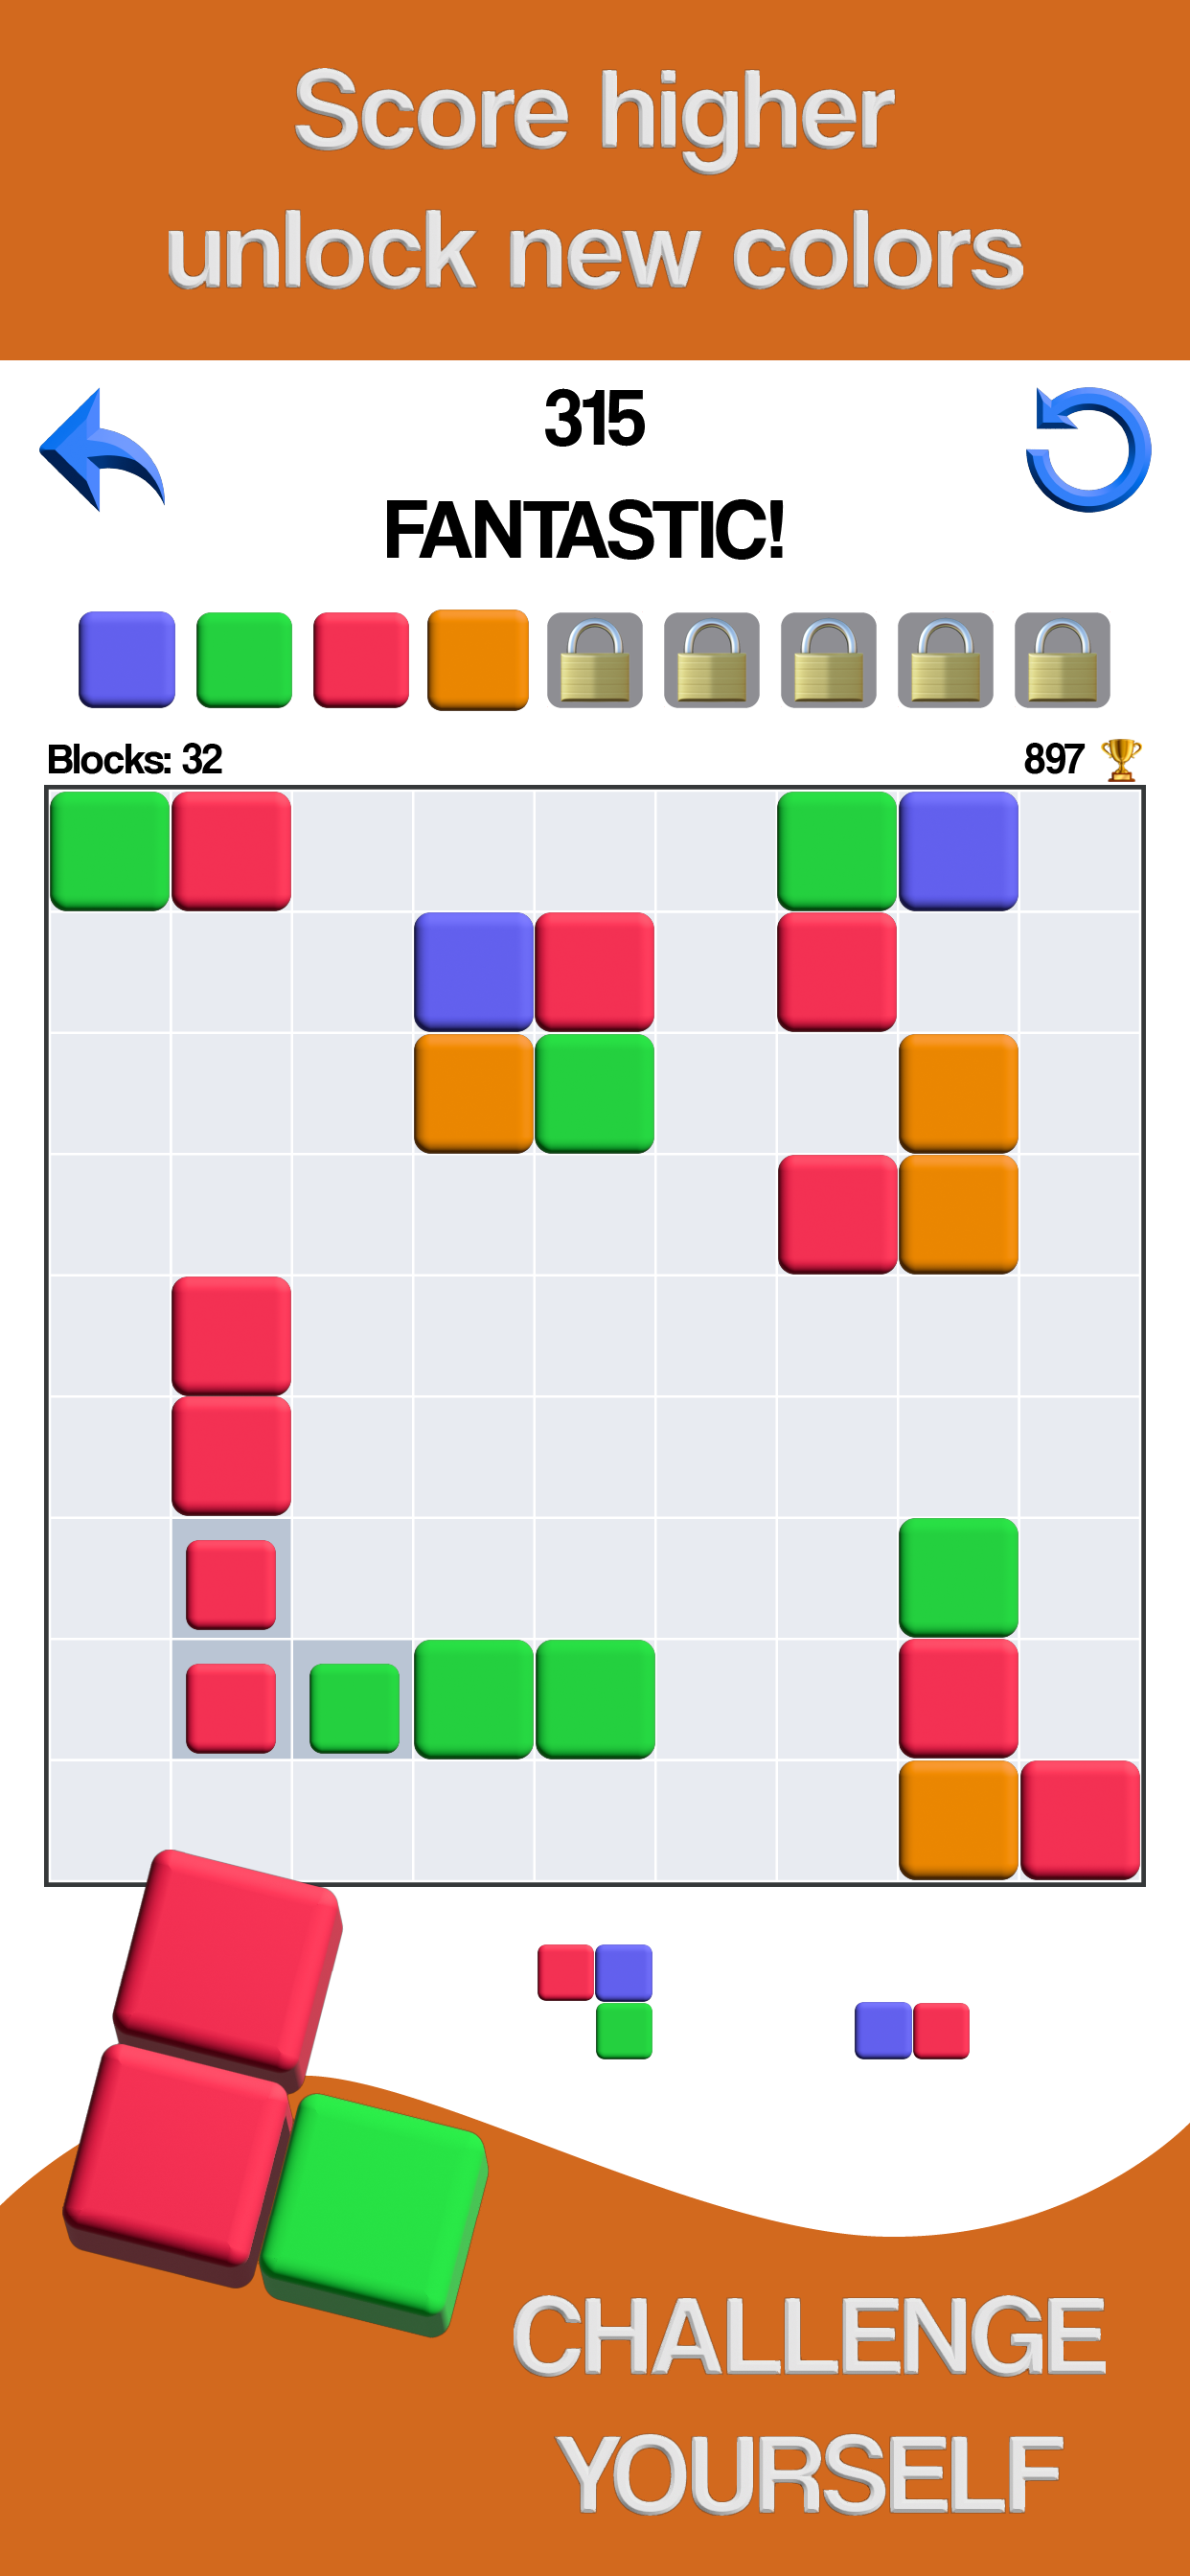 Score higher
unlock new colors
315
FANTASTIC!
Blocks: 32
897
CHALLENGE
YOURSELF